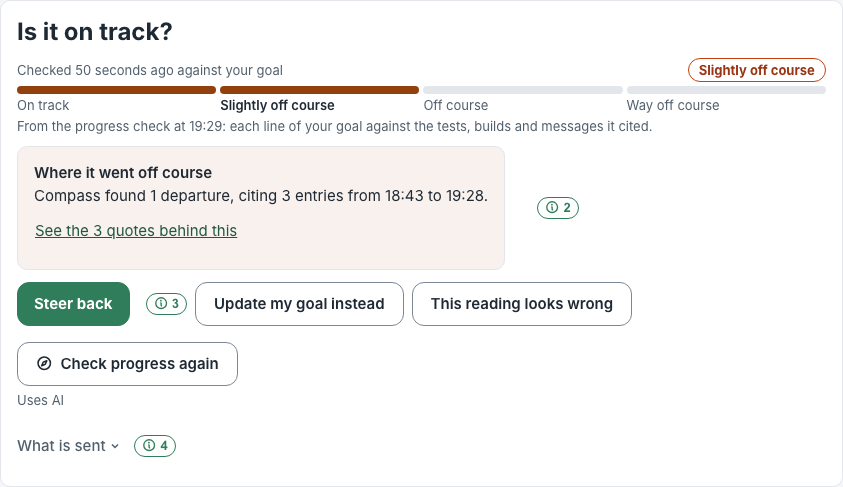 Is it on track?
Checked 50 seconds ago against your goal
Slightly off course
On track
Slightly off course
Off course
Way off course
From the progress check at 19:29: each line of your goal against the tests, builds and messages it cited.
Where it went off course
Compass found 1 departure, citing 3 entries from 18:43 to 19:28.
2
See the 3 quotes behind this
Steer back
3
Update my goal instead
This reading looks wrong
Check progress again
Uses AI
What is sent
4